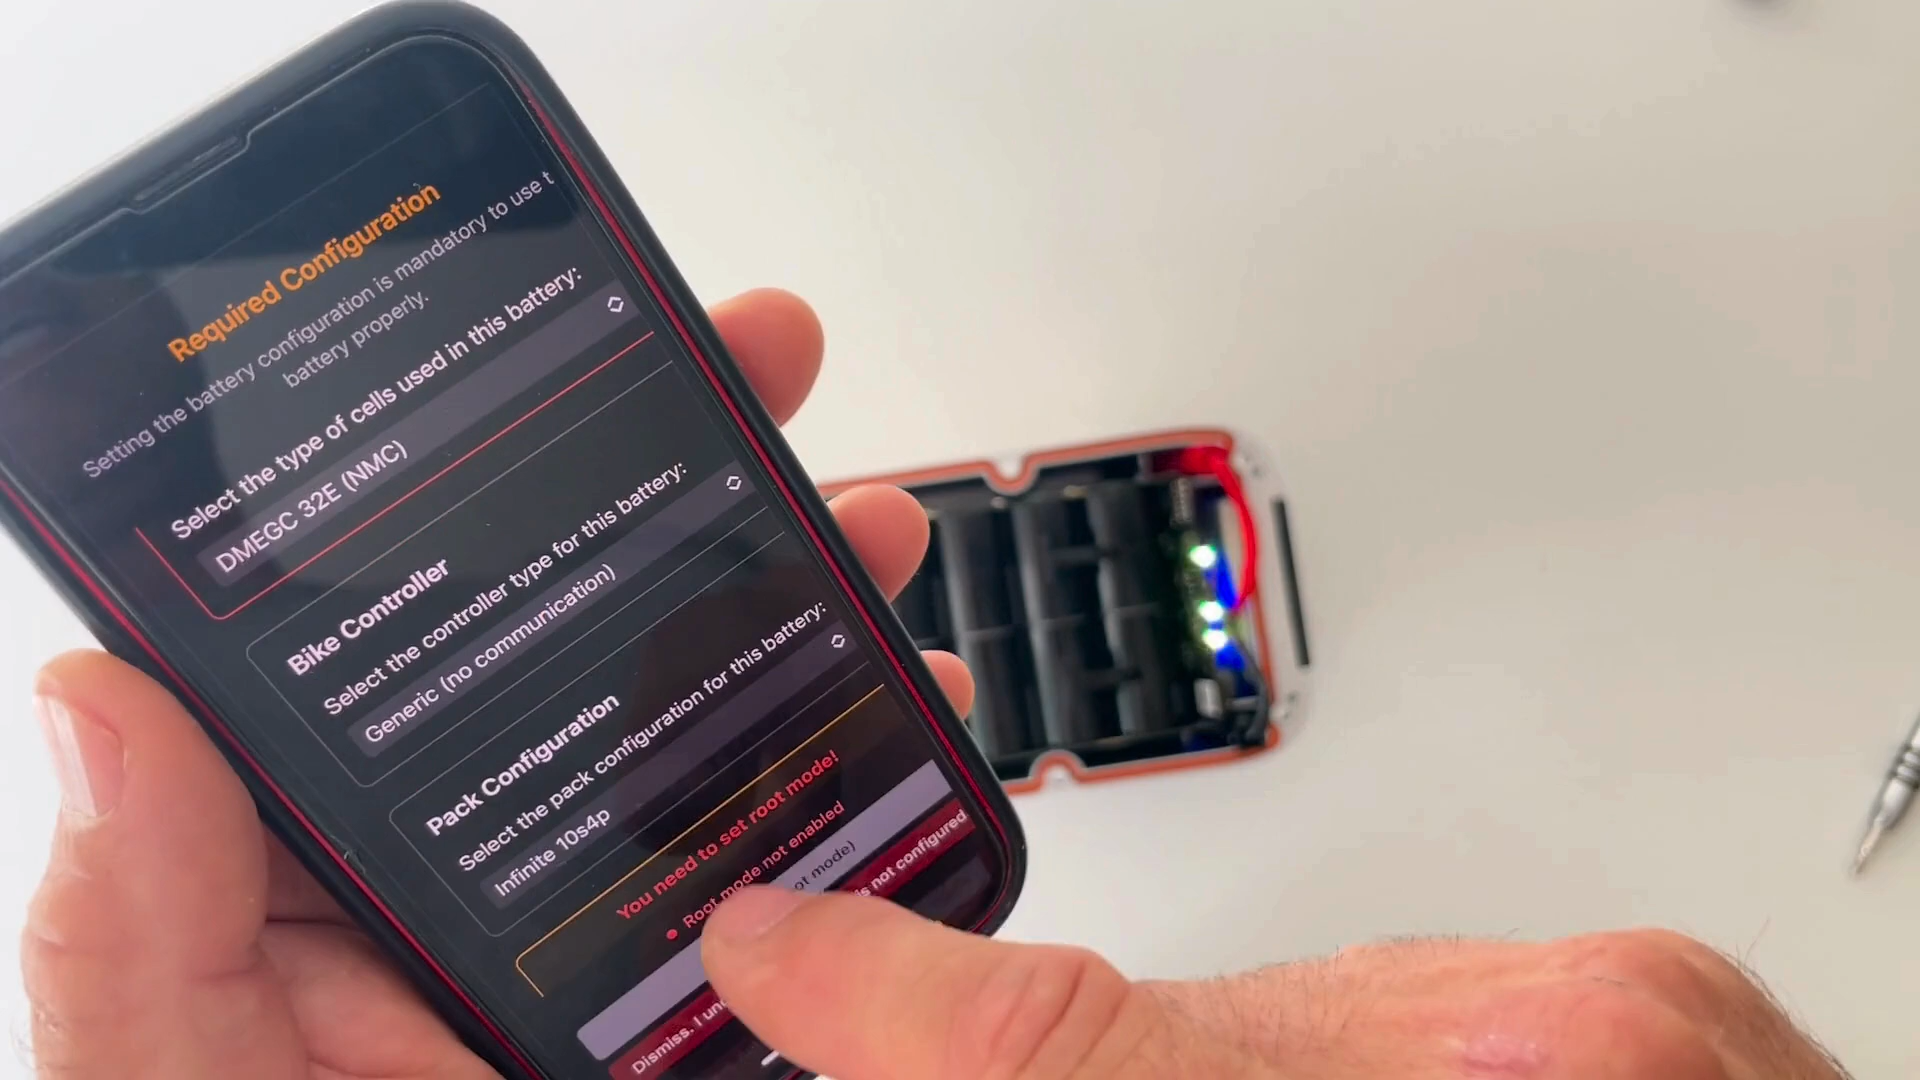 Required Configuration
Setting the battery configuration is mandatory to use t
battery properly.
Select the type of cells used in this battery:
DMEGC 32E (NMC)
Bike Controller
Select the controller type for this battery:
Generic (no communication)
Pack Configuration
Select the pack configuration for this battery:
Infinite 10s4p
You need to set root mode!
Root mode not enabled
mode)
Dismiss. I
is not configured